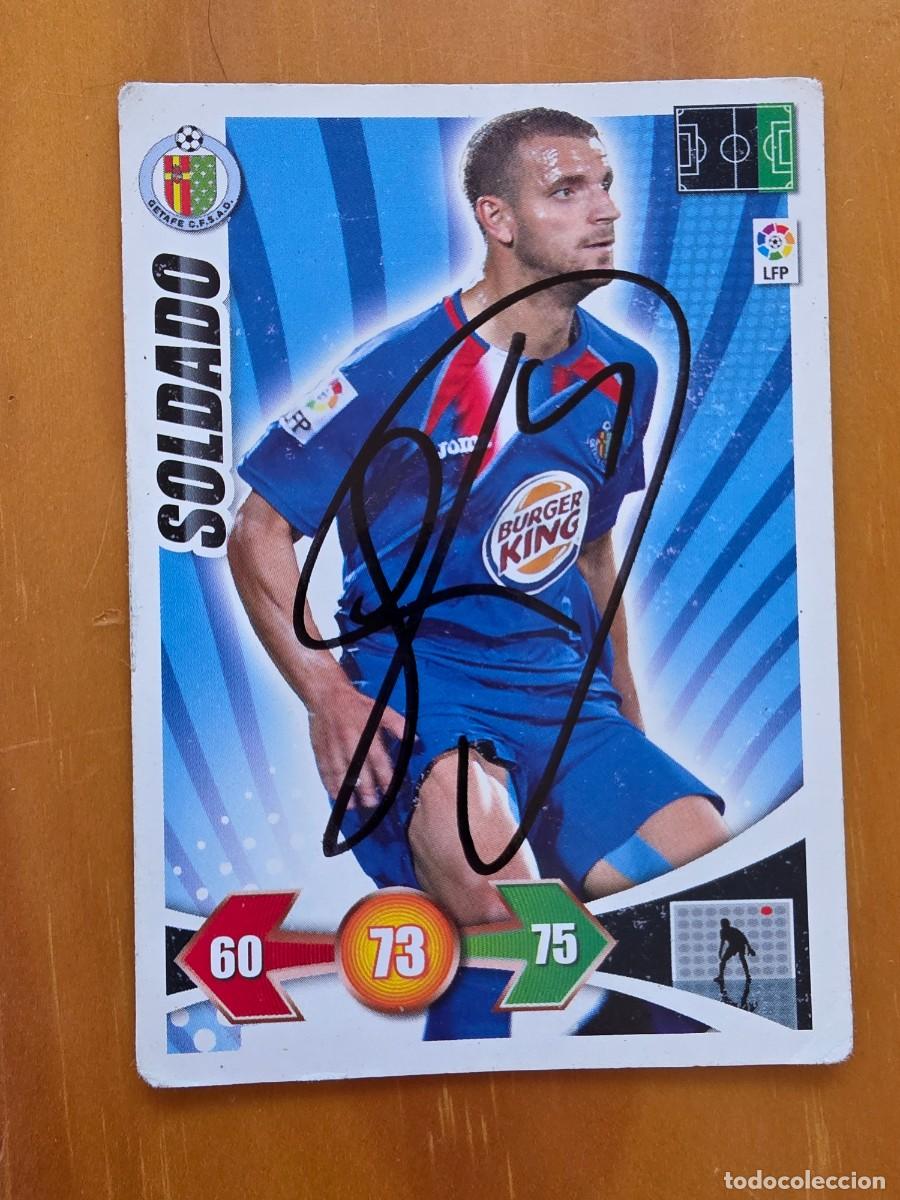 GETAFE C.F.S.A.D.
SOLDADO
LFP
LFP
Joma
BURGER
KING
60
73
75
todocoleccion